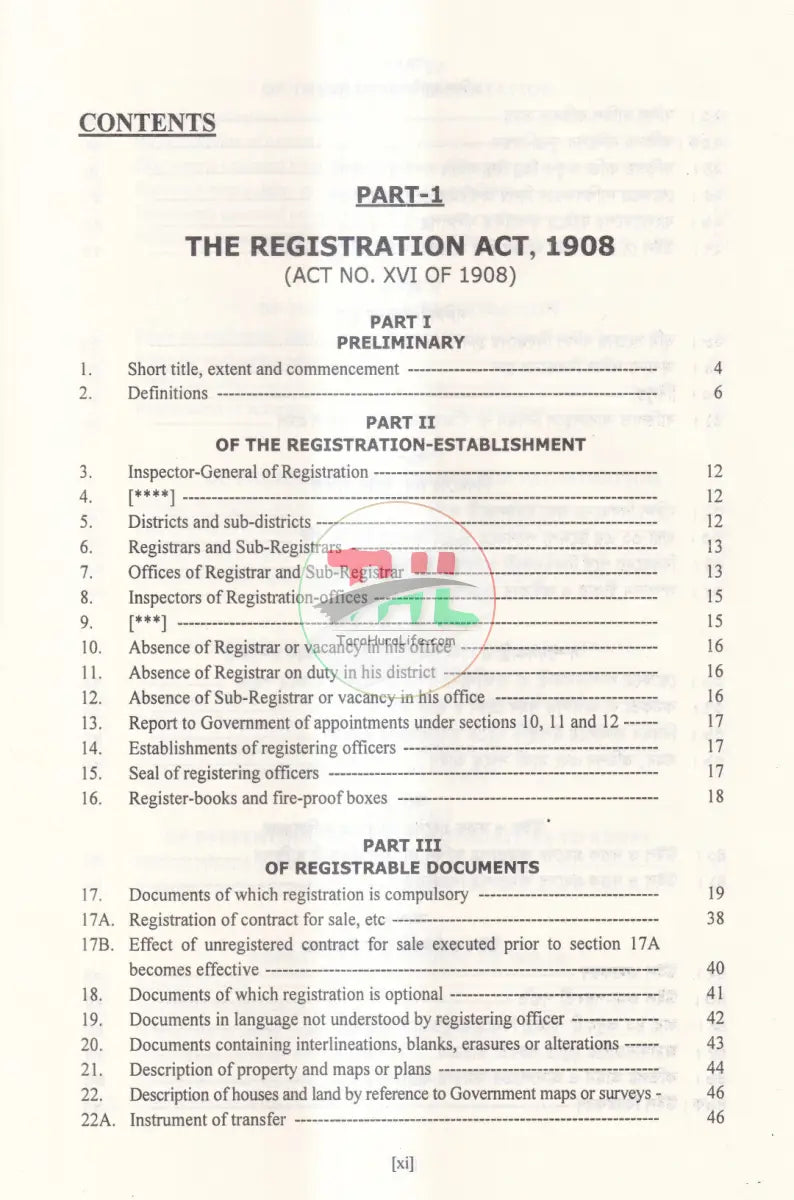 CONTENTS
PART-1
THE REGISTRATION ACT, 1908
(ACT NO. XVI OF 1908)
PART I
PRELIMINARY
1. Short title, extent and commencement ---------- 4
2. Definitions ---------- 6
PART II
OF THE REGISTRATION-ESTABLISHMENT
3. Inspector-General of Registration ---------- 12
4. [****] ---------- 12
5. Districts and sub-districts ---------- 12
6. Registrars and Sub-Registrars ---------- 13
7. Offices of Registrar and Sub-Registrar ---------- 13
8. Inspectors of Registration-offices ---------- 15
9. [***] ---------- 15
TaraHuraLife.com
10. Absence of Registrar or vacancy in his office ---------- 16
11. Absence of Registrar on duty in his district ---------- 16
12. Absence of Sub-Registrar or vacancy in his office ---------- 16
13. Report to Government of appointments under sections 10, 11 and 12 ------ 17
14. Establishments of registering officers ---------- 17
15. Seal of registering officers ---------- 17
16. Register-books and fire-proof boxes ---------- 18
PART III
OF REGISTRABLE DOCUMENTS
17. Documents of which registration is compulsory ---------- 19
17A. Registration of contract for sale, etc ---------- 38
17B. Effect of unregistered contract for sale executed prior to section 17A
becomes effective ---------- 40
18. Documents of which registration is optional ---------- 41
19. Documents in language not understood by registering officer ---------- 42
20. Documents containing interlineations, blanks, erasures or alterations ------ 43
21. Description of property and maps or plans ---------- 44
22. Description of houses and land by reference to Government maps or surveys - 46
22A. Instrument of transfer ---------- 46
[xi]